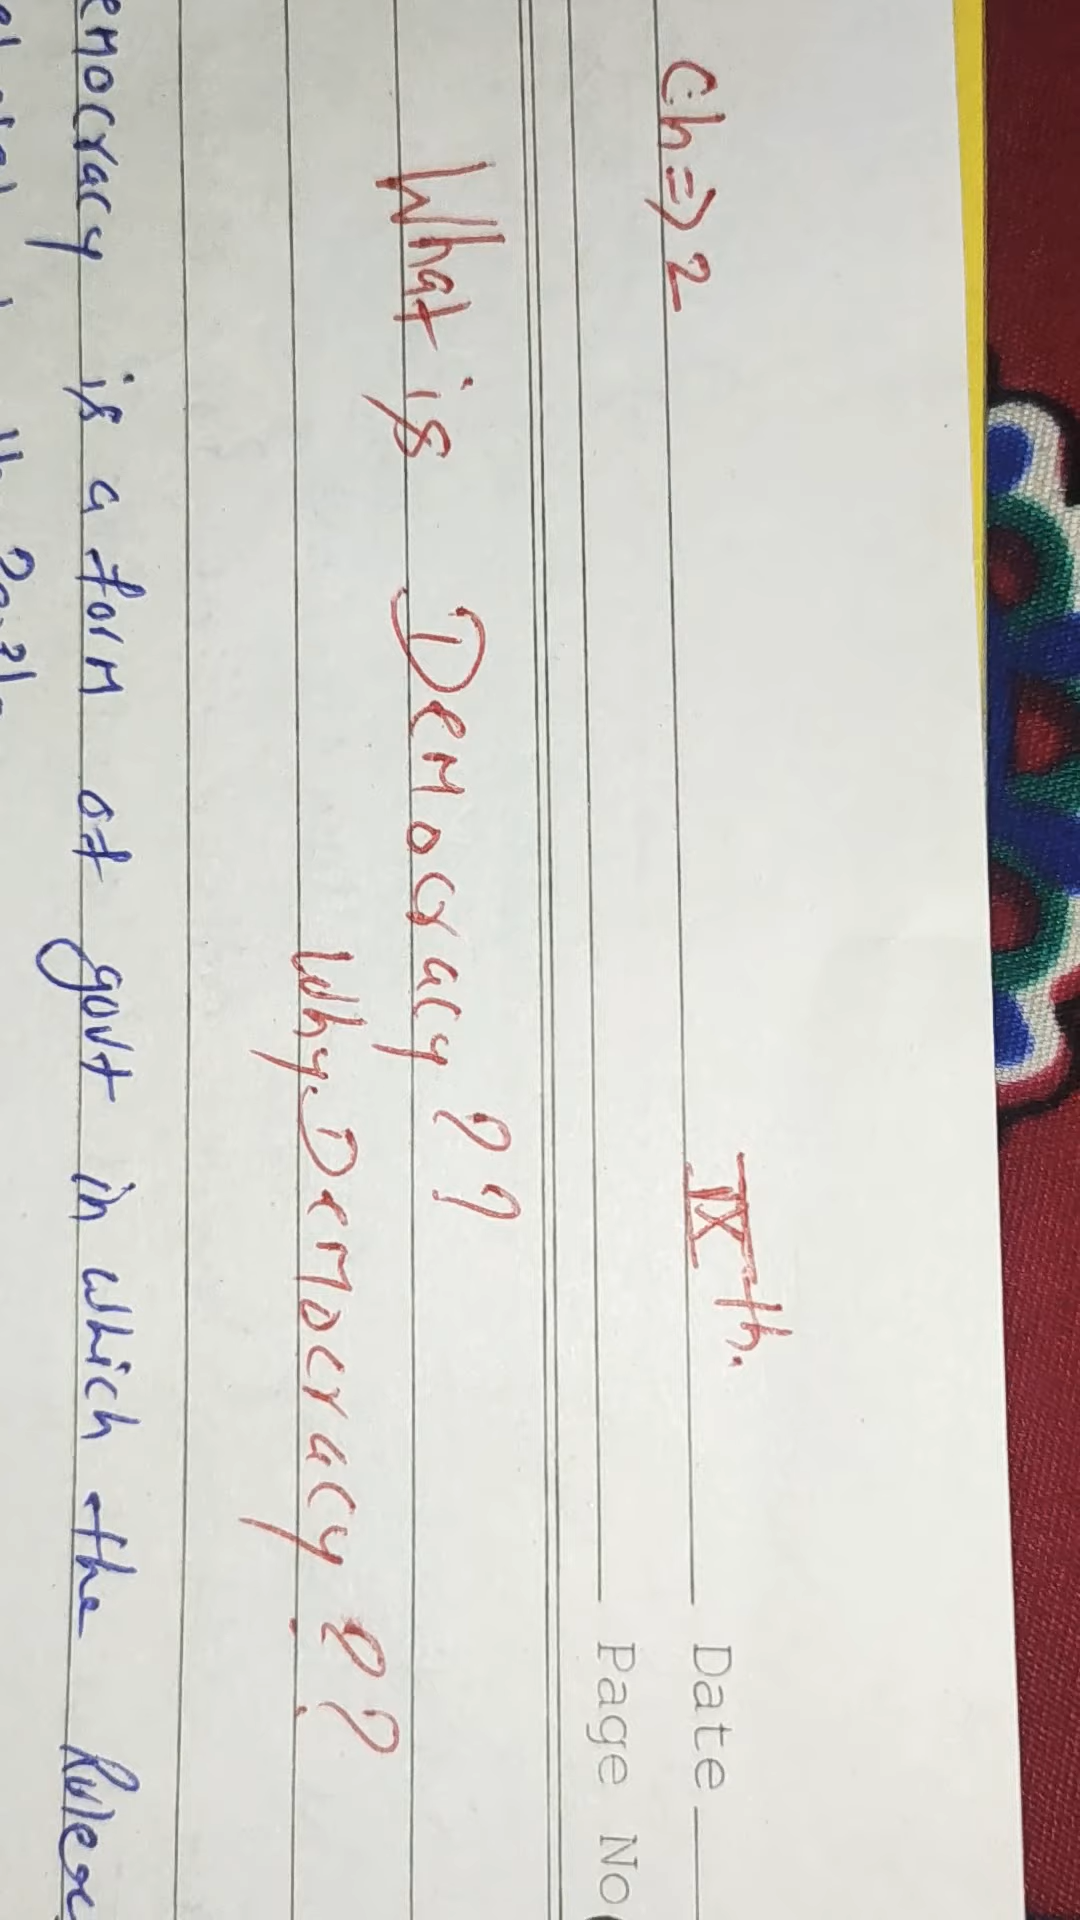 IXth.
Date
Ch => 2
Page No
What is Democracy ??
Why Democracy ??
emocracy is a form of govt in which the Rulers